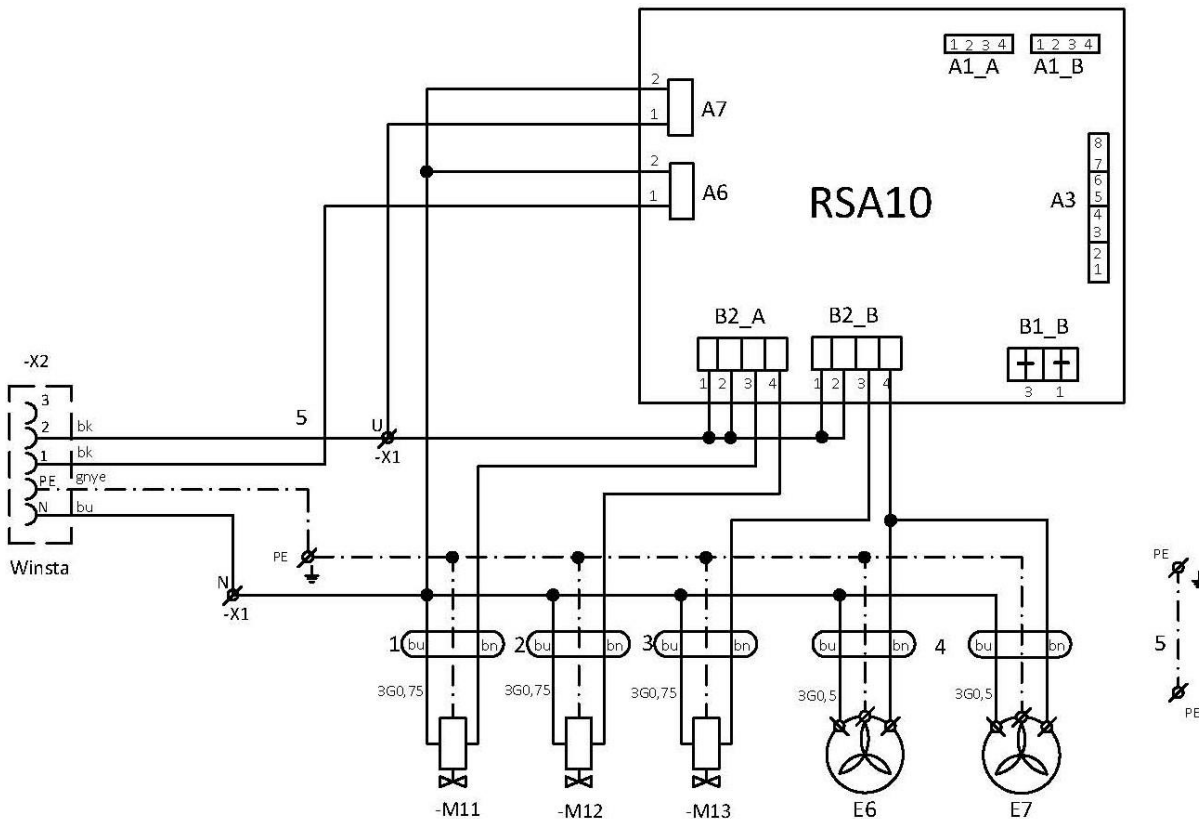 1 2 3 4
1 2 3 4
A1_A
A1_B
2
1
A7
2
1
A6
RSA10
A3
8
7
6
5
4
3
2
1
B2_A
B2_B
B1_B
1 2 3 4
1 2 3 4
3 1
-X2
3
2
1
PE
N
bk
bk
gnye
bu
Winsta
5
U
-X1
PE
N
-X1
1
bu
bn
2
bu
bn
3
bu
bn
bu
bn
4
bu
bn
3G0,75
3G0,75
3G0,75
3G0,5
3G0,5
-M11
-M12
-M13
E6
E7
PE
5
PE